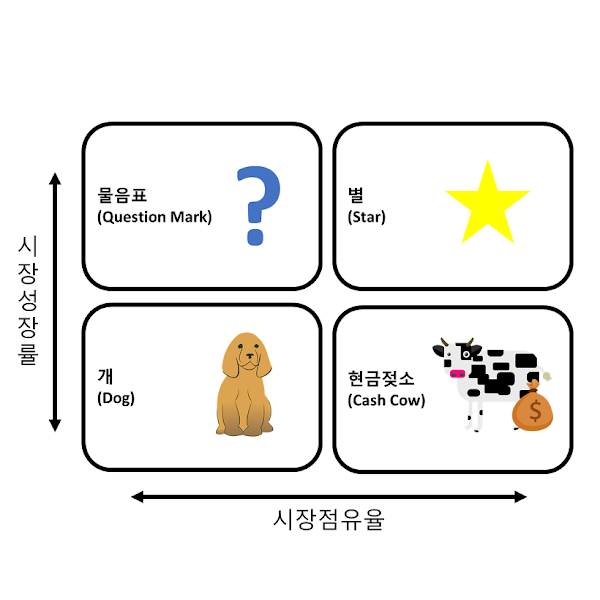 물음표
(Question Mark)
별
(Star)
시장성장률
개
(Dog)
현금젖소
(Cash Cow)
$
시장점유율